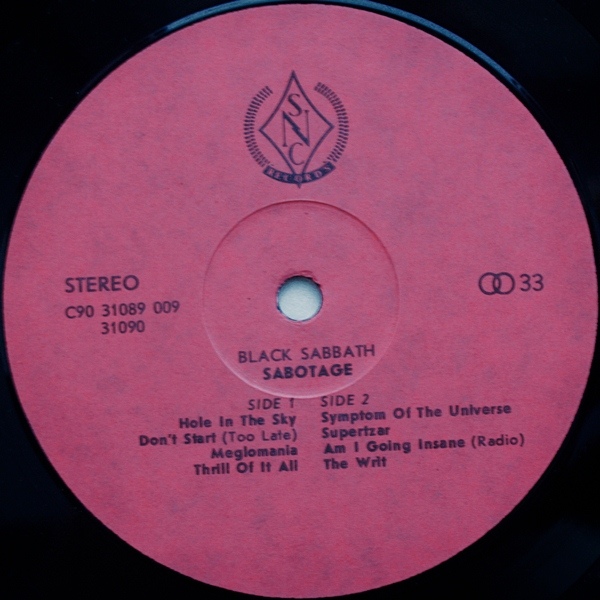 SNC
RECORDS
STEREO
C90 31089 009
31090
33
BLACK SABBATH
SABOTAGE
SIDE 1
Hole In The Sky
Don't Start (Too Late)
Meglomania
Thrill Of It All
SIDE 2
Symptom Of The Universe
Supertzar
Am I Going Insane (Radio)
The Writ